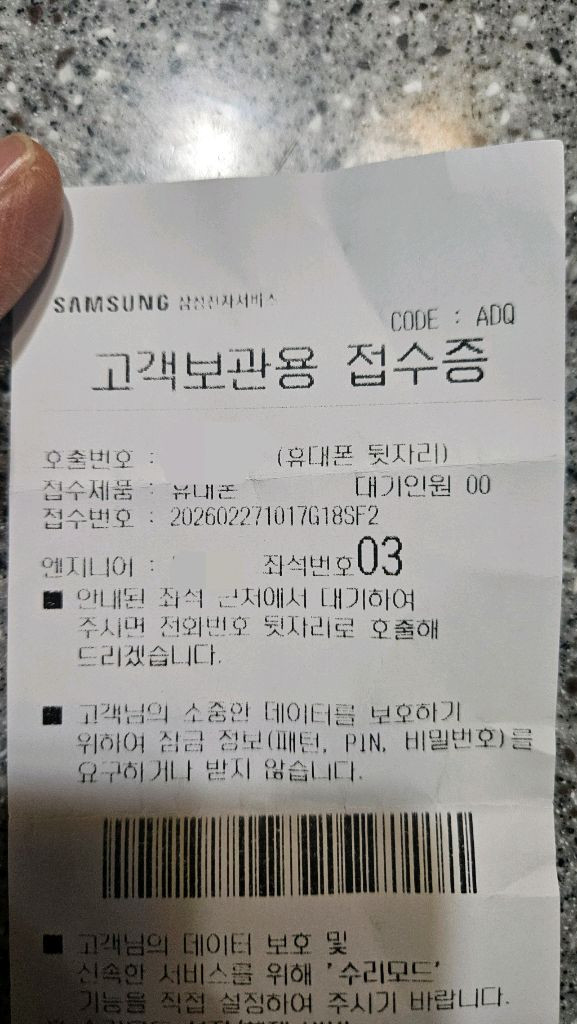 SAMSUNG 삼성전자서비스
CODE : ADQ
고객보관용 접수증
호출번호 : (휴대폰 뒷자리)
접수제품 : 휴대폰 대기인원 00
접수번호 : 202602271017G18SF2
엔지니어 : 좌석번호 03
■ 안내된 좌석 근처에서 대기하여
주시면 전화번호 뒷자리로 호출해
드리겠습니다.
■ 고객님의 소중한 데이터를 보호하기
위하여 잠금 정보(패턴, PIN, 비밀번호)를
요구하거나 받지 않습니다.
■ 고객님의 데이터 보호 및
신속한 서비스를 위해 '수리모드'
기능을 직접 설정하여 주시기 바랍니다.